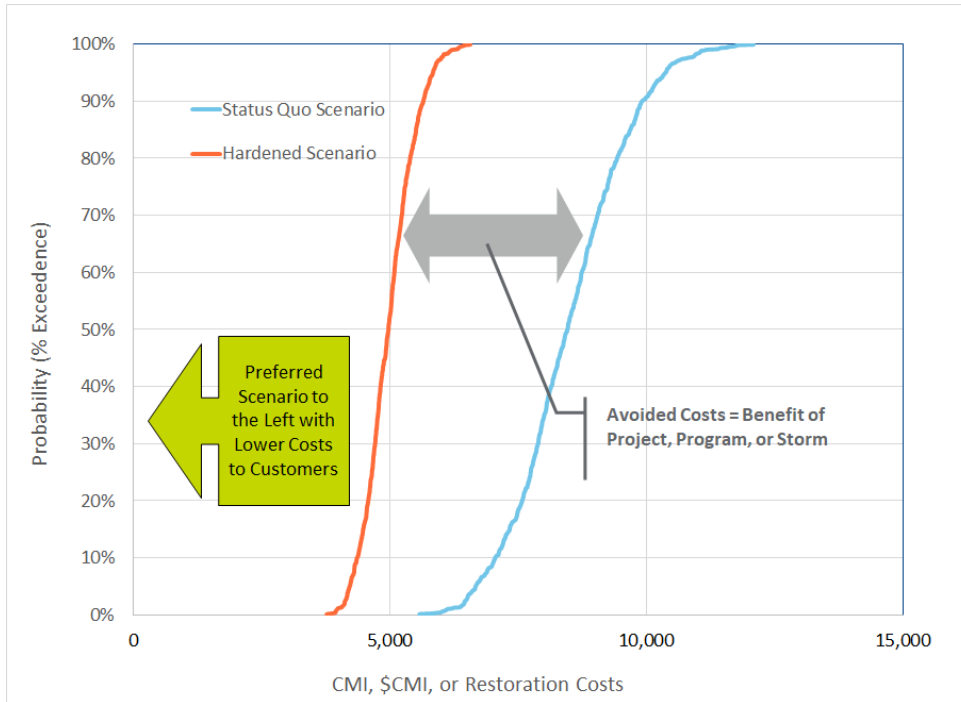 100%
90%
80%
70%
60%
50%
40%
30%
20%
10%
0%
Probability (% Exceedence)
Status Quo Scenario
Hardened Scenario
Preferred
Scenario to
the Left with
Lower Costs
to Customers
Avoided Costs = Benefit of
Project, Program, or Storm
0
5,000
10,000
15,000
CMI, $CMI, or Restoration Costs